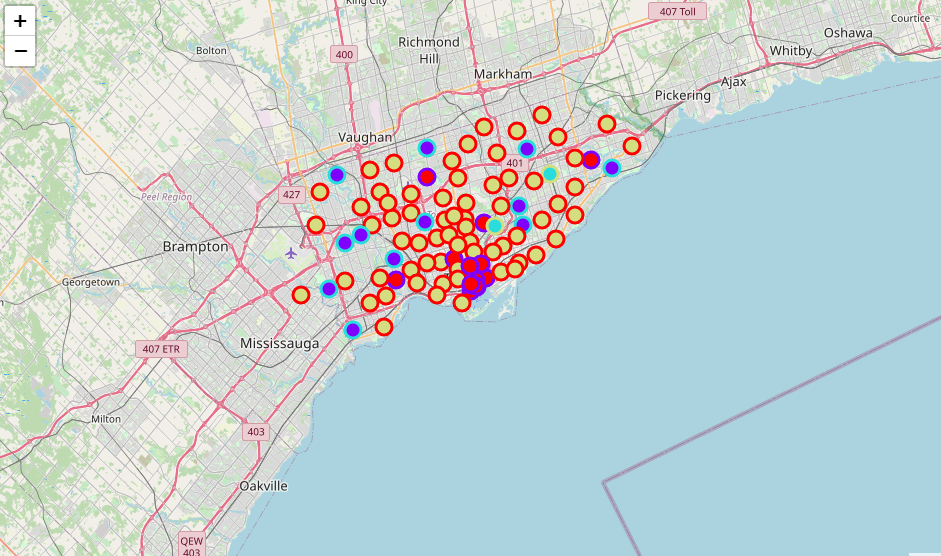 +
−
King City
407 Toll
Courtice
Oshawa
Bolton
400
Richmond
Hill
Whitby
Markham
Ajax
Pickering
Vaughan
401
427
Peel Region
Brampton
Georgetown
Mississauga
407 ETR
Milton
403
Oakville
QEW
403